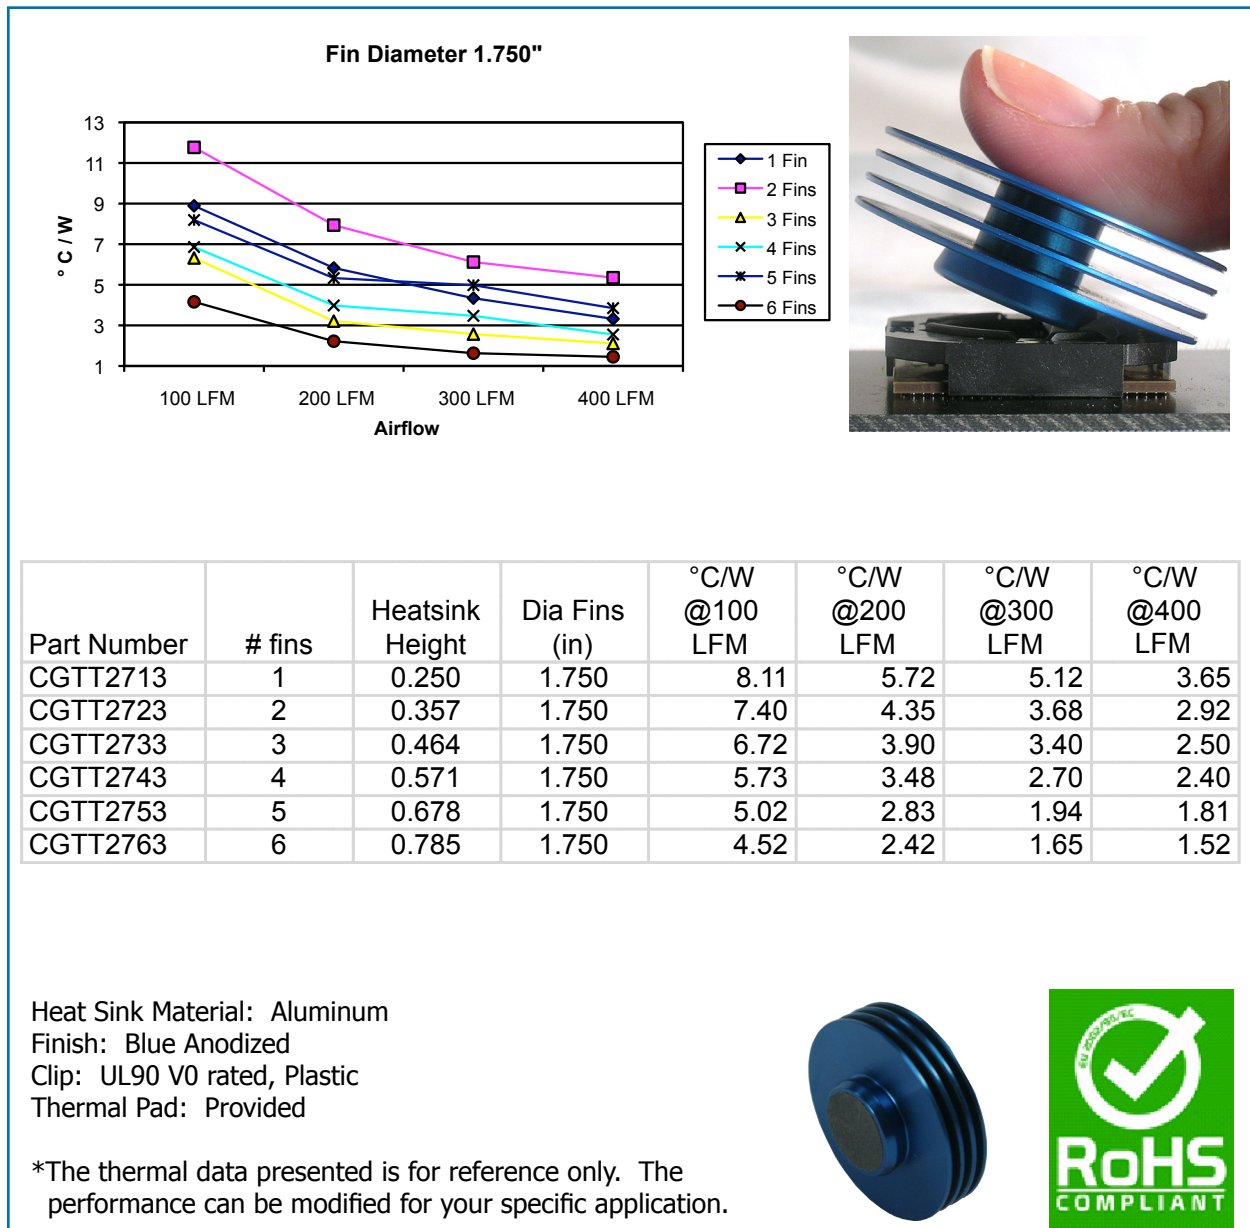 Fin Diameter 1.750"
13
11
9
7
5
3
1
° C / W
100 LFM 200 LFM 300 LFM 400 LFM
Airflow
1 Fin
2 Fins
3 Fins
4 Fins
5 Fins
6 Fins
Part Number # fins Heatsink Height Dia Fins (in) °C/W @100 LFM °C/W @200 LFM °C/W @300 LFM °C/W @400 LFM
CGTT2713 1 0.250 1.750 8.11 5.72 5.12 3.65
CGTT2723 2 0.357 1.750 7.40 4.35 3.68 2.92
CGTT2733 3 0.464 1.750 6.72 3.90 3.40 2.50
CGTT2743 4 0.571 1.750 5.73 3.48 2.70 2.40
CGTT2753 5 0.678 1.750 5.02 2.83 1.94 1.81
CGTT2763 6 0.785 1.750 4.52 2.42 1.65 1.52
Heat Sink Material: Aluminum
Finish: Blue Anodized
Clip: UL90 V0 rated, Plastic
Thermal Pad: Provided
*The thermal data presented is for reference only. The
performance can be modified for your specific application.
EU 2002/95/EC
RoHS
COMPLIANT